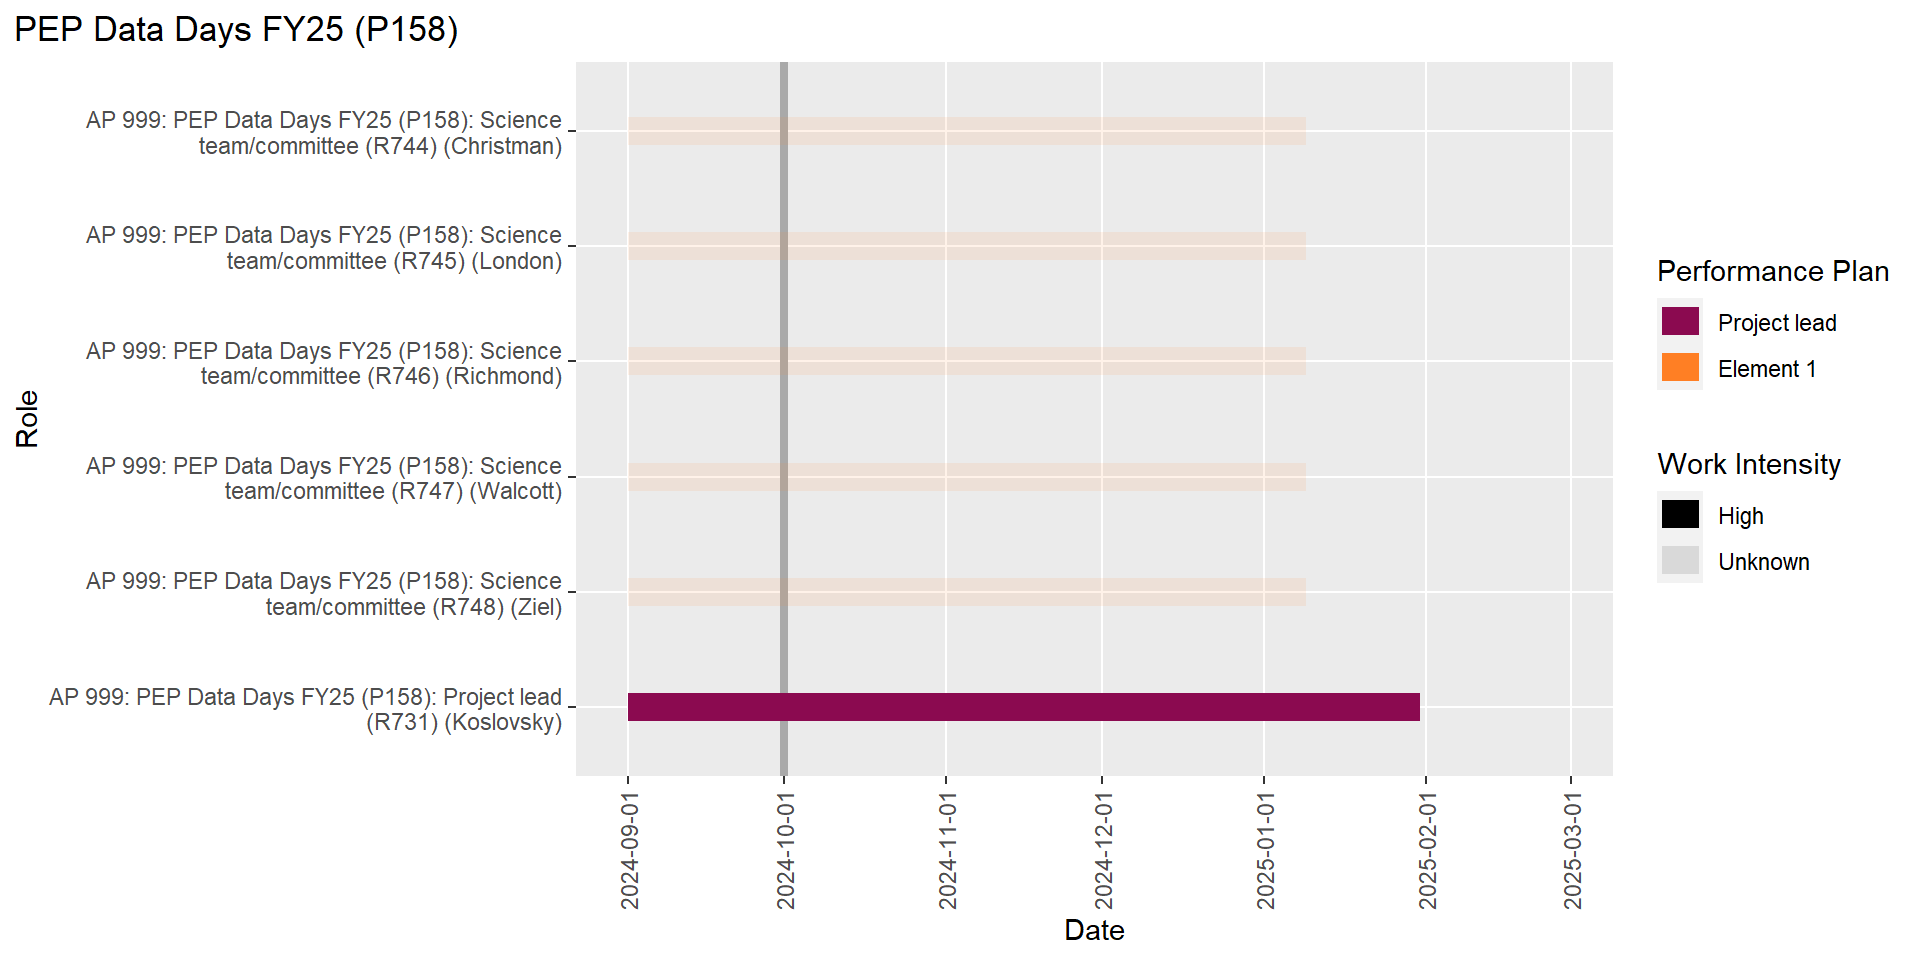 PEP Data Days FY25 (P158)
AP 999: PEP Data Days FY25 (P158): Science
team/committee (R744) (Christman)
AP 999: PEP Data Days FY25 (P158): Science
team/committee (R745) (London)
AP 999: PEP Data Days FY25 (P158): Science
team/committee (R746) (Richmond)
AP 999: PEP Data Days FY25 (P158): Science
team/committee (R747) (Walcott)
AP 999: PEP Data Days FY25 (P158): Science
team/committee (R748) (Ziel)
AP 999: PEP Data Days FY25 (P158): Project lead
(R731) (Koslovsky)
Role
2024-09-01
2024-10-01
2024-11-01
2024-12-01
2025-01-01
2025-02-01
2025-03-01
Date
Performance Plan
Project lead
Element 1
Work Intensity
High
Unknown